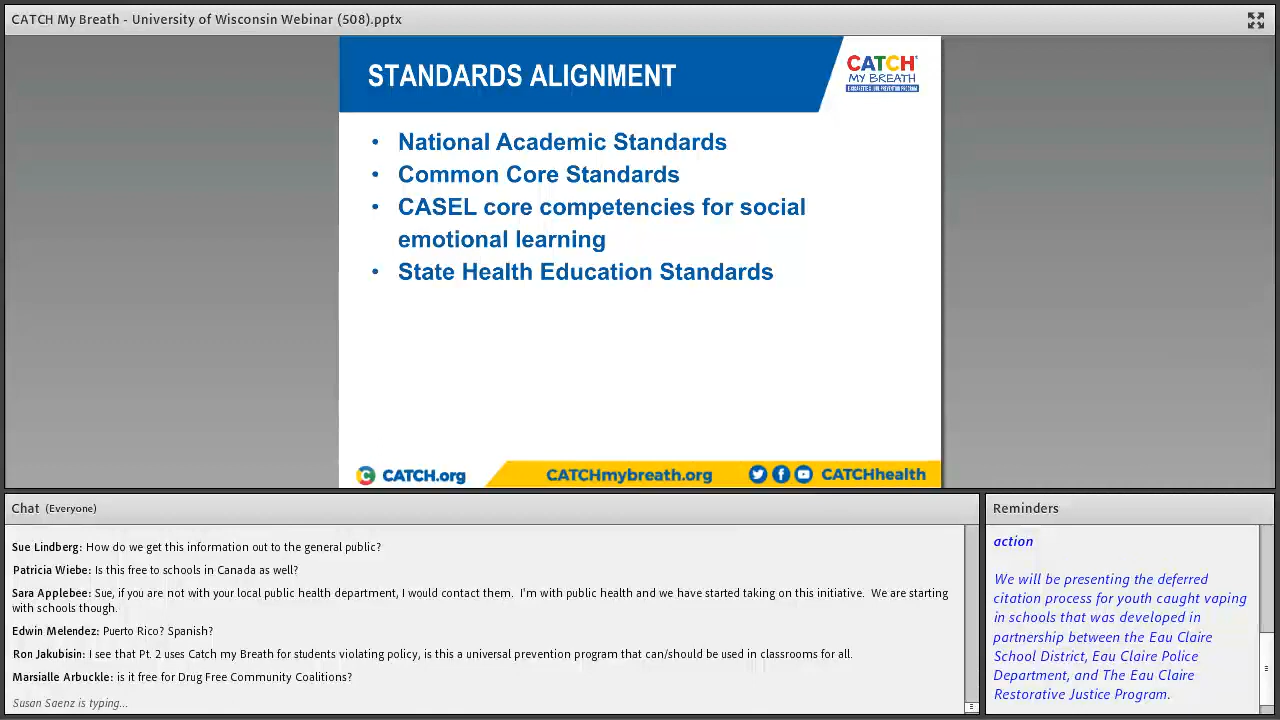 CATCH My Breath - University of Wisconsin Webinar (508).pptx
STANDARDS ALIGNMENT
CATCH
MY BREATH
• National Academic Standards
• Common Core Standards
• CASEL core competencies for social
emotional learning
• State Health Education Standards
CATCH.org
CATCHmybreath.org
CATCHhealth
Chat (Everyone)
Sue Lindberg: How do we get this information out to the general public?
Patricia Wiebe: Is this free to schools in Canada as well?
Sara Applebee: Sue, if you are not with your local public health department, I would contact them. I'm with public health and we have started taking on this initiative. We are starting
with schools though.
Edwin Melendez: Puerto Rico? Spanish?
Ron Jakubisin: I see that Pt. 2 uses Catch my Breath for students violating policy, is this a universal prevention program that can/should be used in classrooms for all.
Marsialle Arbuckle: is it free for Drug Free Community Coalitions?
Susan Saenz is typing...
Reminders
action
We will be presenting the deferred
citation process for youth caught vaping
in schools that was developed in
partnership between the Eau Claire
School District, Eau Claire Police
Department, and The Eau Claire
Restorative Justice Program.